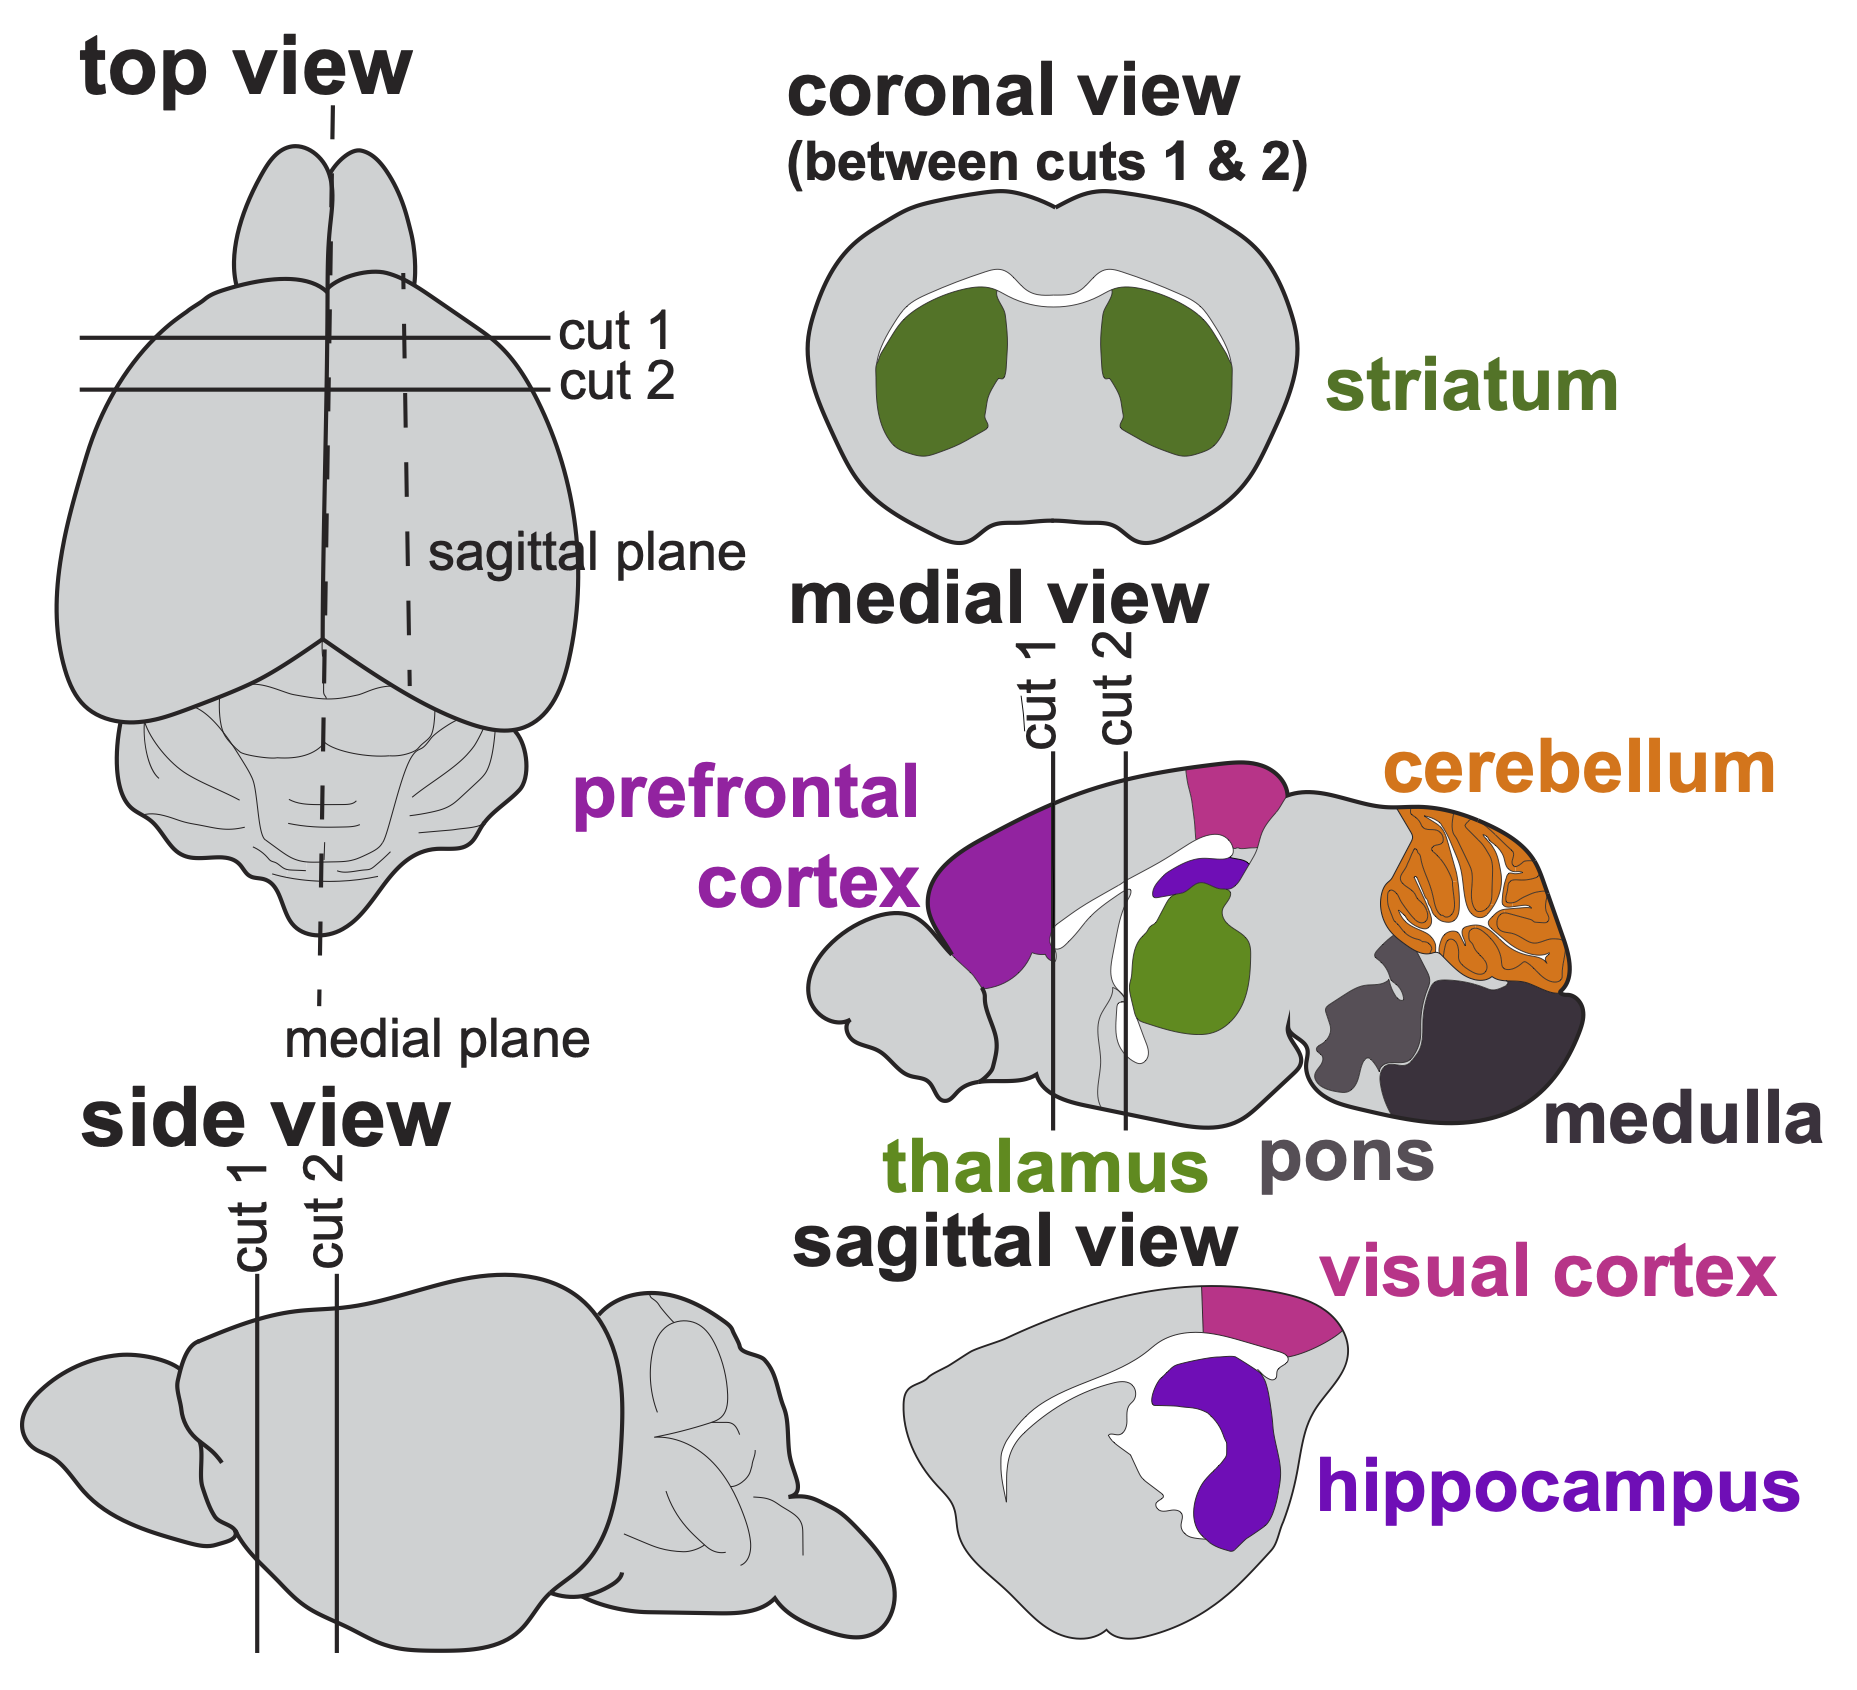 top view
cut 1
cut 2
sagittal plane
medial plane
side view
cut 1
cut 2
coronal view
(between cuts 1 & 2)
striatum
medial view
cut 1
cut 2
prefrontal
cortex
cerebellum
thalamus
pons
medulla
sagittal view
visual cortex
hippocampus